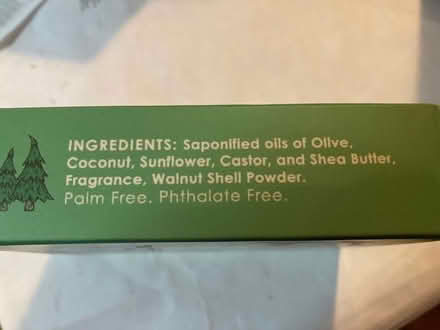 INGREDIENTS: Saponified oils of Olive,
Coconut, Sunflower, Castor, and Shea Butter,
Fragrance, Walnut Shell Powder.
Palm Free. Phthalate Free.